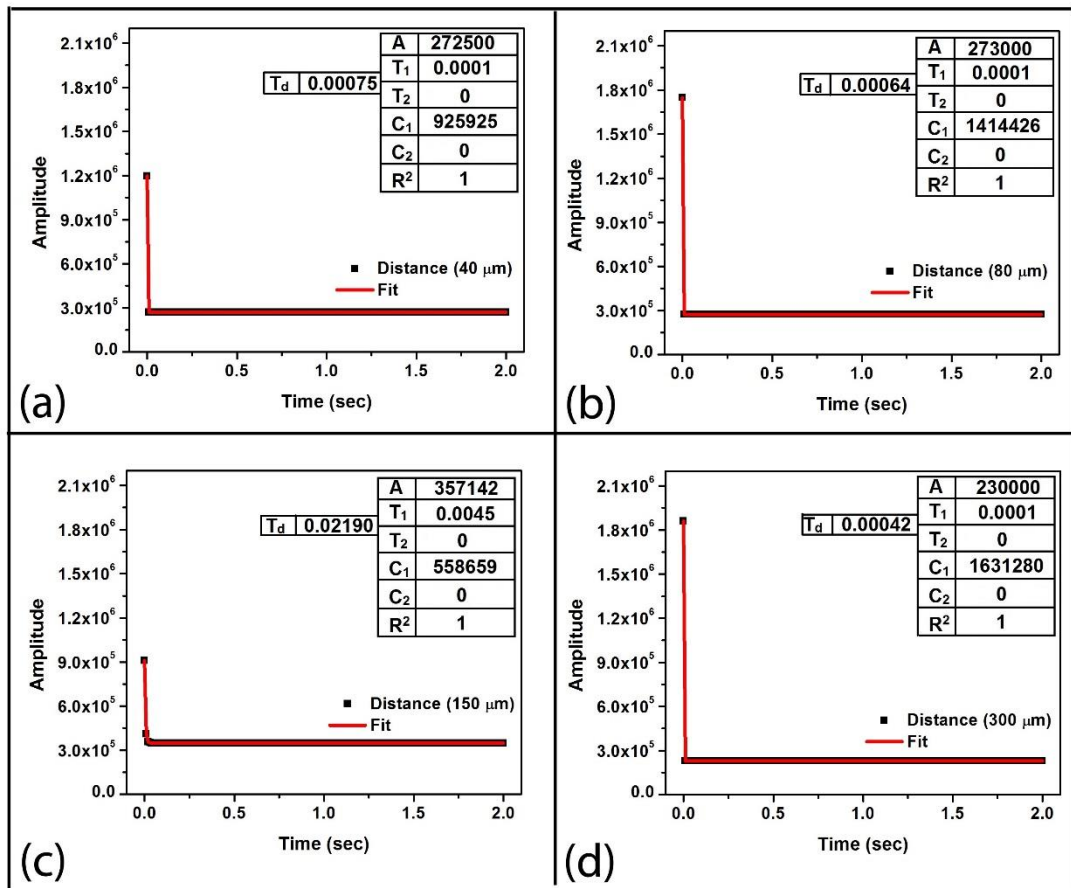 2.1x10⁶
1.8x10⁶
1.5x10⁶
1.2x10⁶
9.0x10⁵
6.0x10⁵
3.0x10⁵
0.0
Amplitude
0.0 0.5 1.0 1.5 2.0
Time (sec)
T_d 0.00075
A 272500
T₁ 0.0001
T₂ 0
C₁ 925925
C₂ 0
R² 1
Distance (40 μm)
Fit
(a)
2.1x10⁶
1.8x10⁶
1.5x10⁶
1.2x10⁶
9.0x10⁵
6.0x10⁵
3.0x10⁵
0.0
Amplitude
0.0 0.5 1.0 1.5 2.0
Time (sec)
T_d 0.00064
A 273000
T₁ 0.0001
T₂ 0
C₁ 1414426
C₂ 0
R² 1
Distance (80 μm)
Fit
(b)
2.1x10⁶
1.8x10⁶
1.5x10⁶
1.2x10⁶
9.0x10⁵
6.0x10⁵
3.0x10⁵
0.0
Amplitude
0.0 0.5 1.0 1.5 2.0
Time (sec)
T_d 0.02190
A 357142
T₁ 0.0045
T₂ 0
C₁ 558659
C₂ 0
R² 1
Distance (150 μm)
Fit
(c)
2.1x10⁶
1.8x10⁶
1.5x10⁶
1.2x10⁶
9.0x10⁵
6.0x10⁵
3.0x10⁵
0.0
Amplitude
0.0 0.5 1.0 1.5 2.0
Time (sec)
T_d 0.00042
A 230000
T₁ 0.0001
T₂ 0
C₁ 1631280
C₂ 0
R² 1
Distance (300 μm)
Fit
(d)